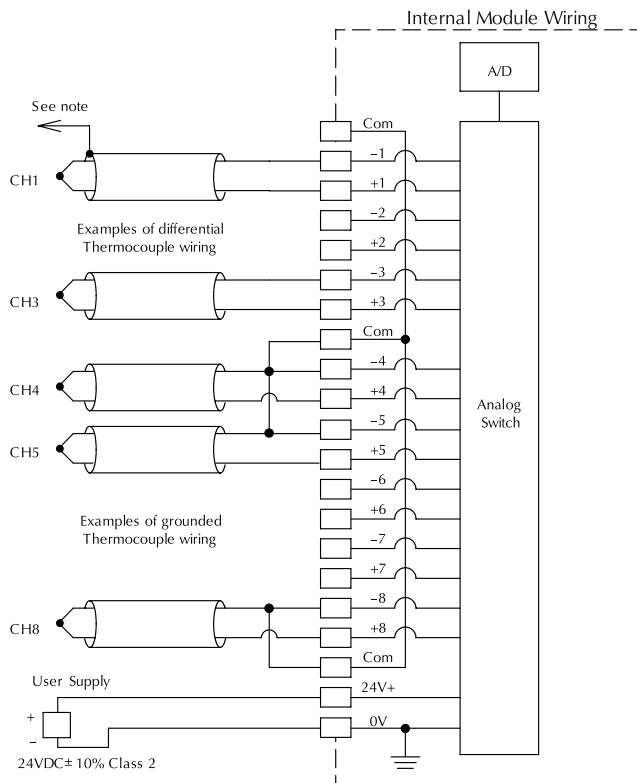 Internal Module Wiring
A/D
See note
Com
–1
CH1
+1
–2
Examples of differential
Thermocouple wiring
+2
–3
CH3
+3
Com
–4
CH4
+4
Analog
Switch
–5
CH5
+5
–6
Examples of grounded
Thermocouple wiring
+6
–7
+7
–8
CH8
+8
Com
User Supply
24V+
+
0V
–
24VDC± 10% Class 2